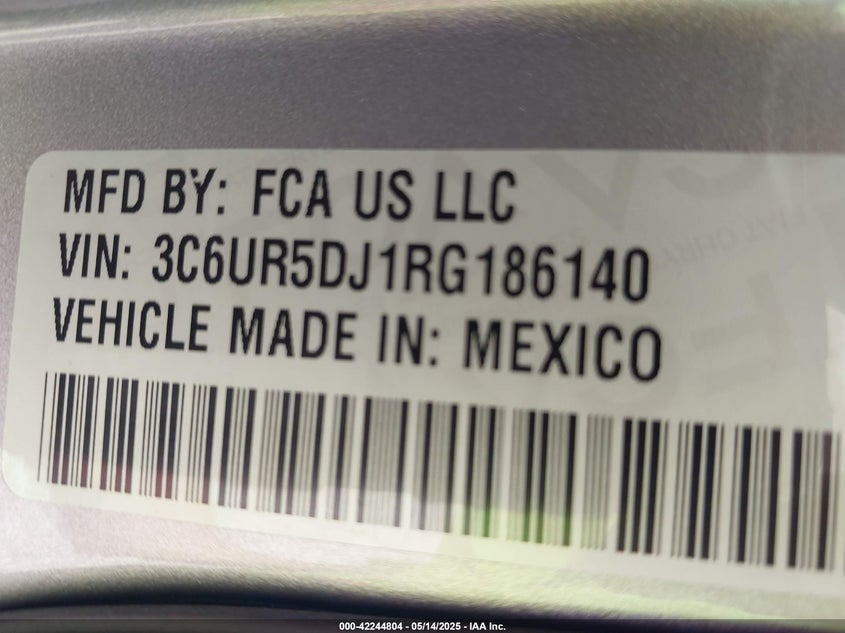 MFD BY: FCA US LLC
VIN: 3C6UR5DJ1RG186140
VEHICLE MADE IN: MEXICO
000-42244804 - 05/14/2025 - IAA Inc.